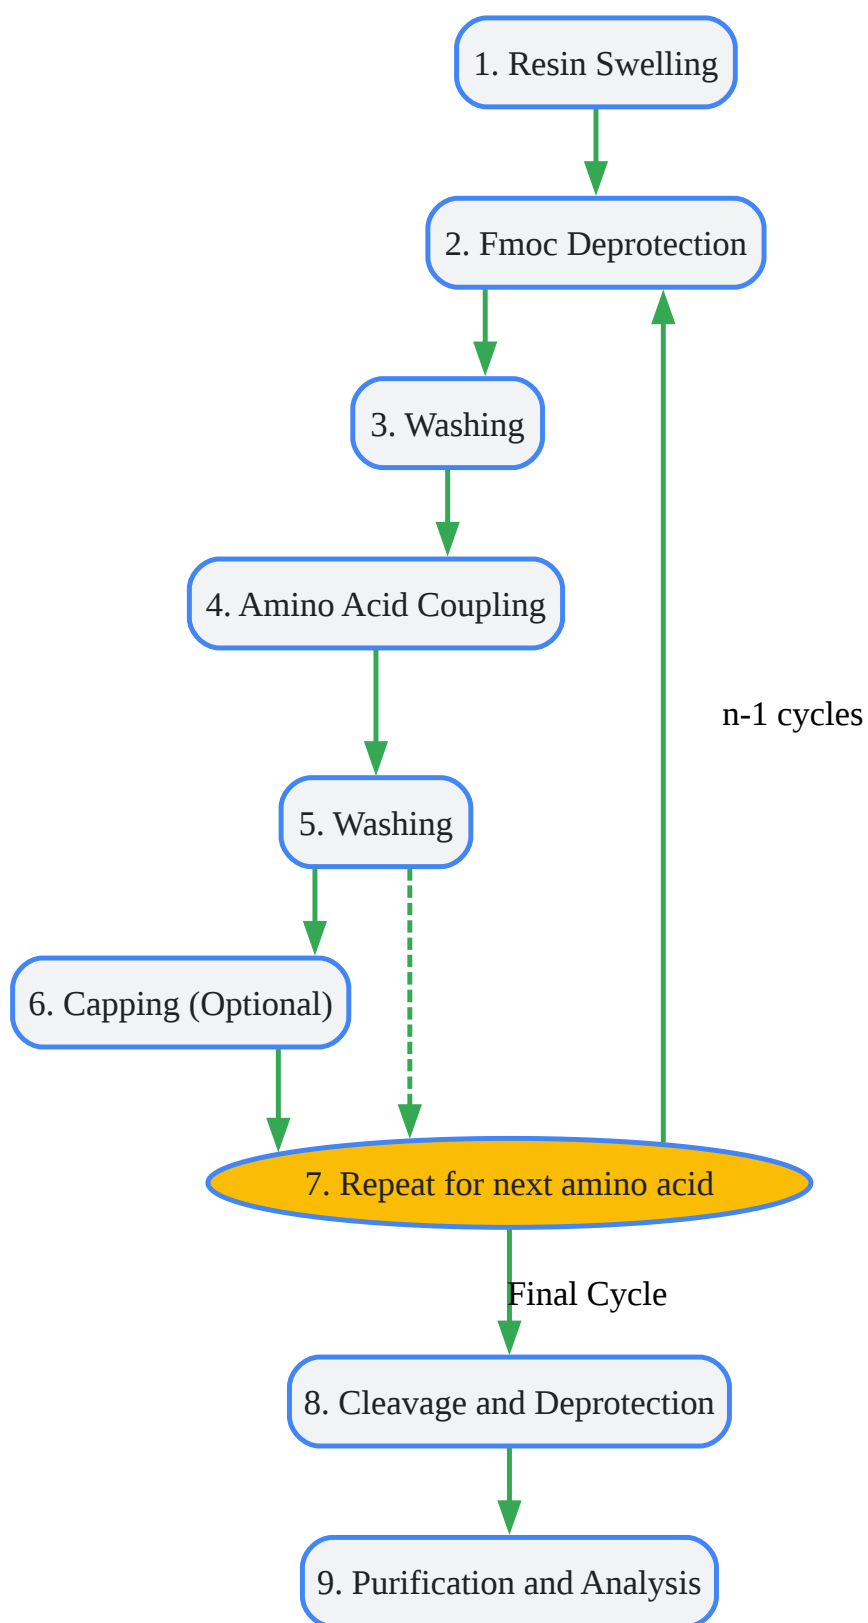 1. Resin Swelling
2. Fmoc Deprotection
3. Washing
4. Amino Acid Coupling
n-1 cycles
5. Washing
6. Capping (Optional)
7. Repeat for next amino acid
Final Cycle
8. Cleavage and Deprotection
9. Purification and Analysis